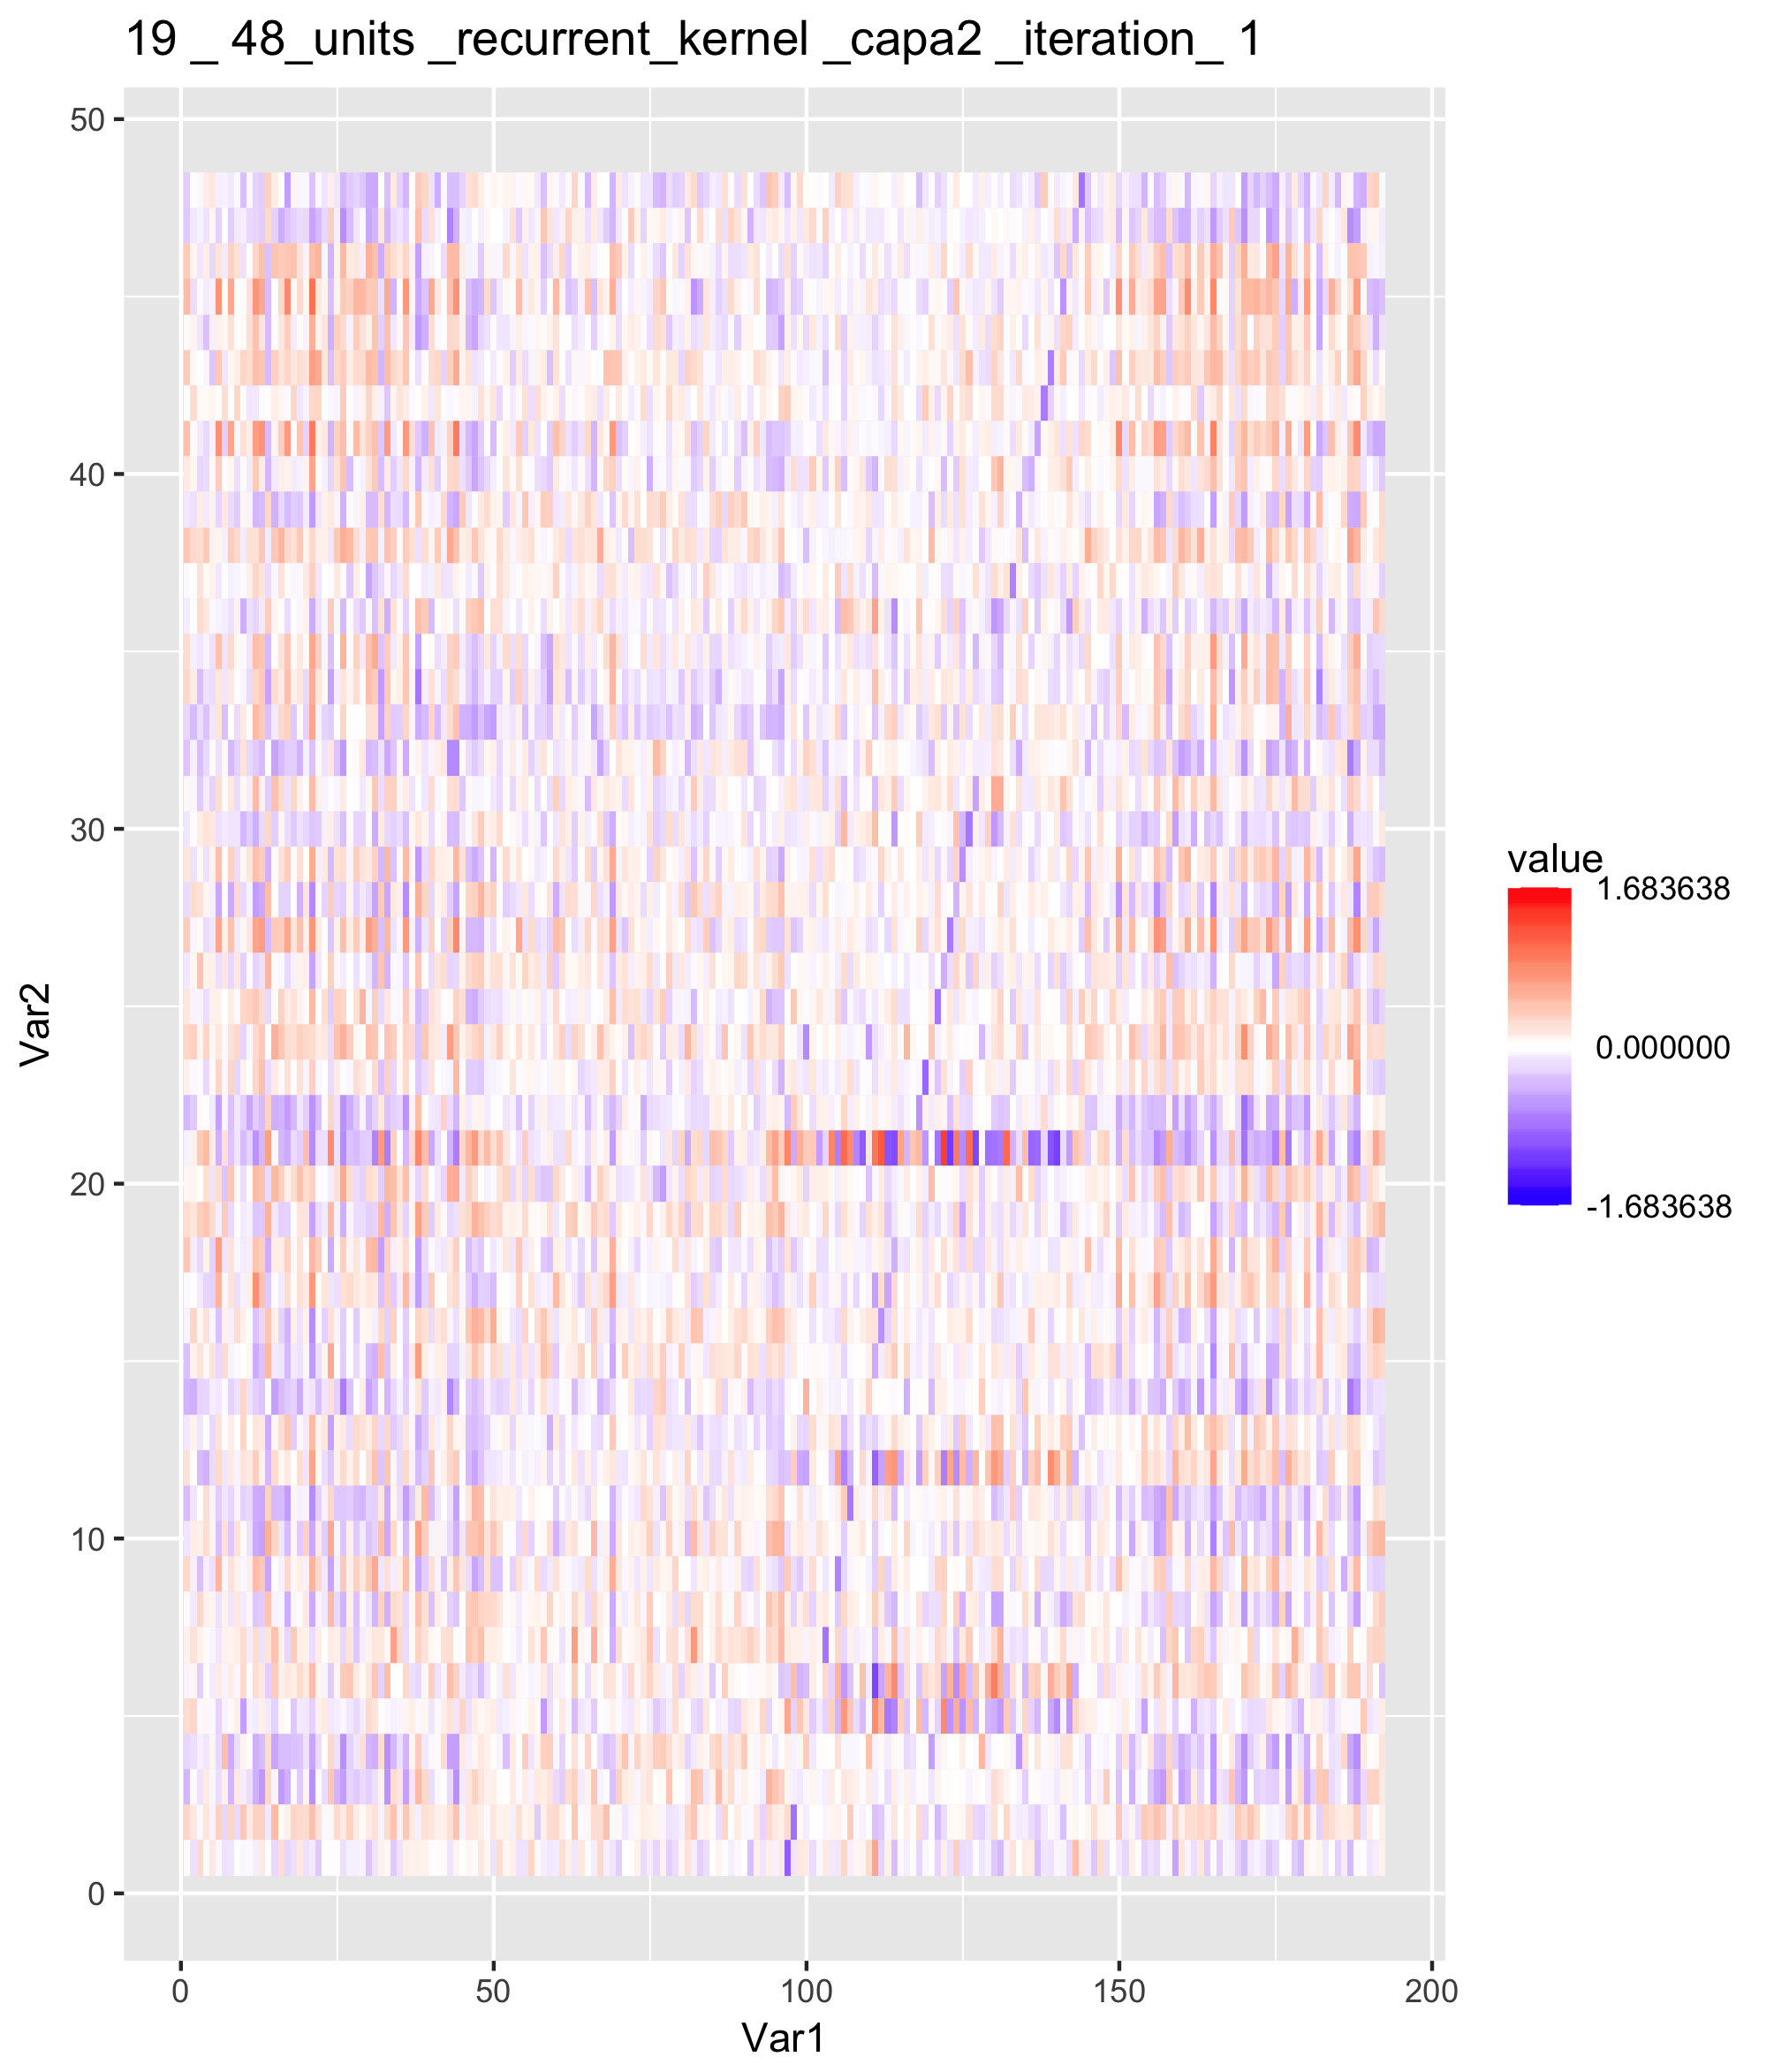 19 _ 48_units _recurrent_kernel _capa2 _iteration_ 1
50
40
30
20
10
0
Var2
0 50 100 150 200
Var1
value
1.683638
0.000000
-1.683638